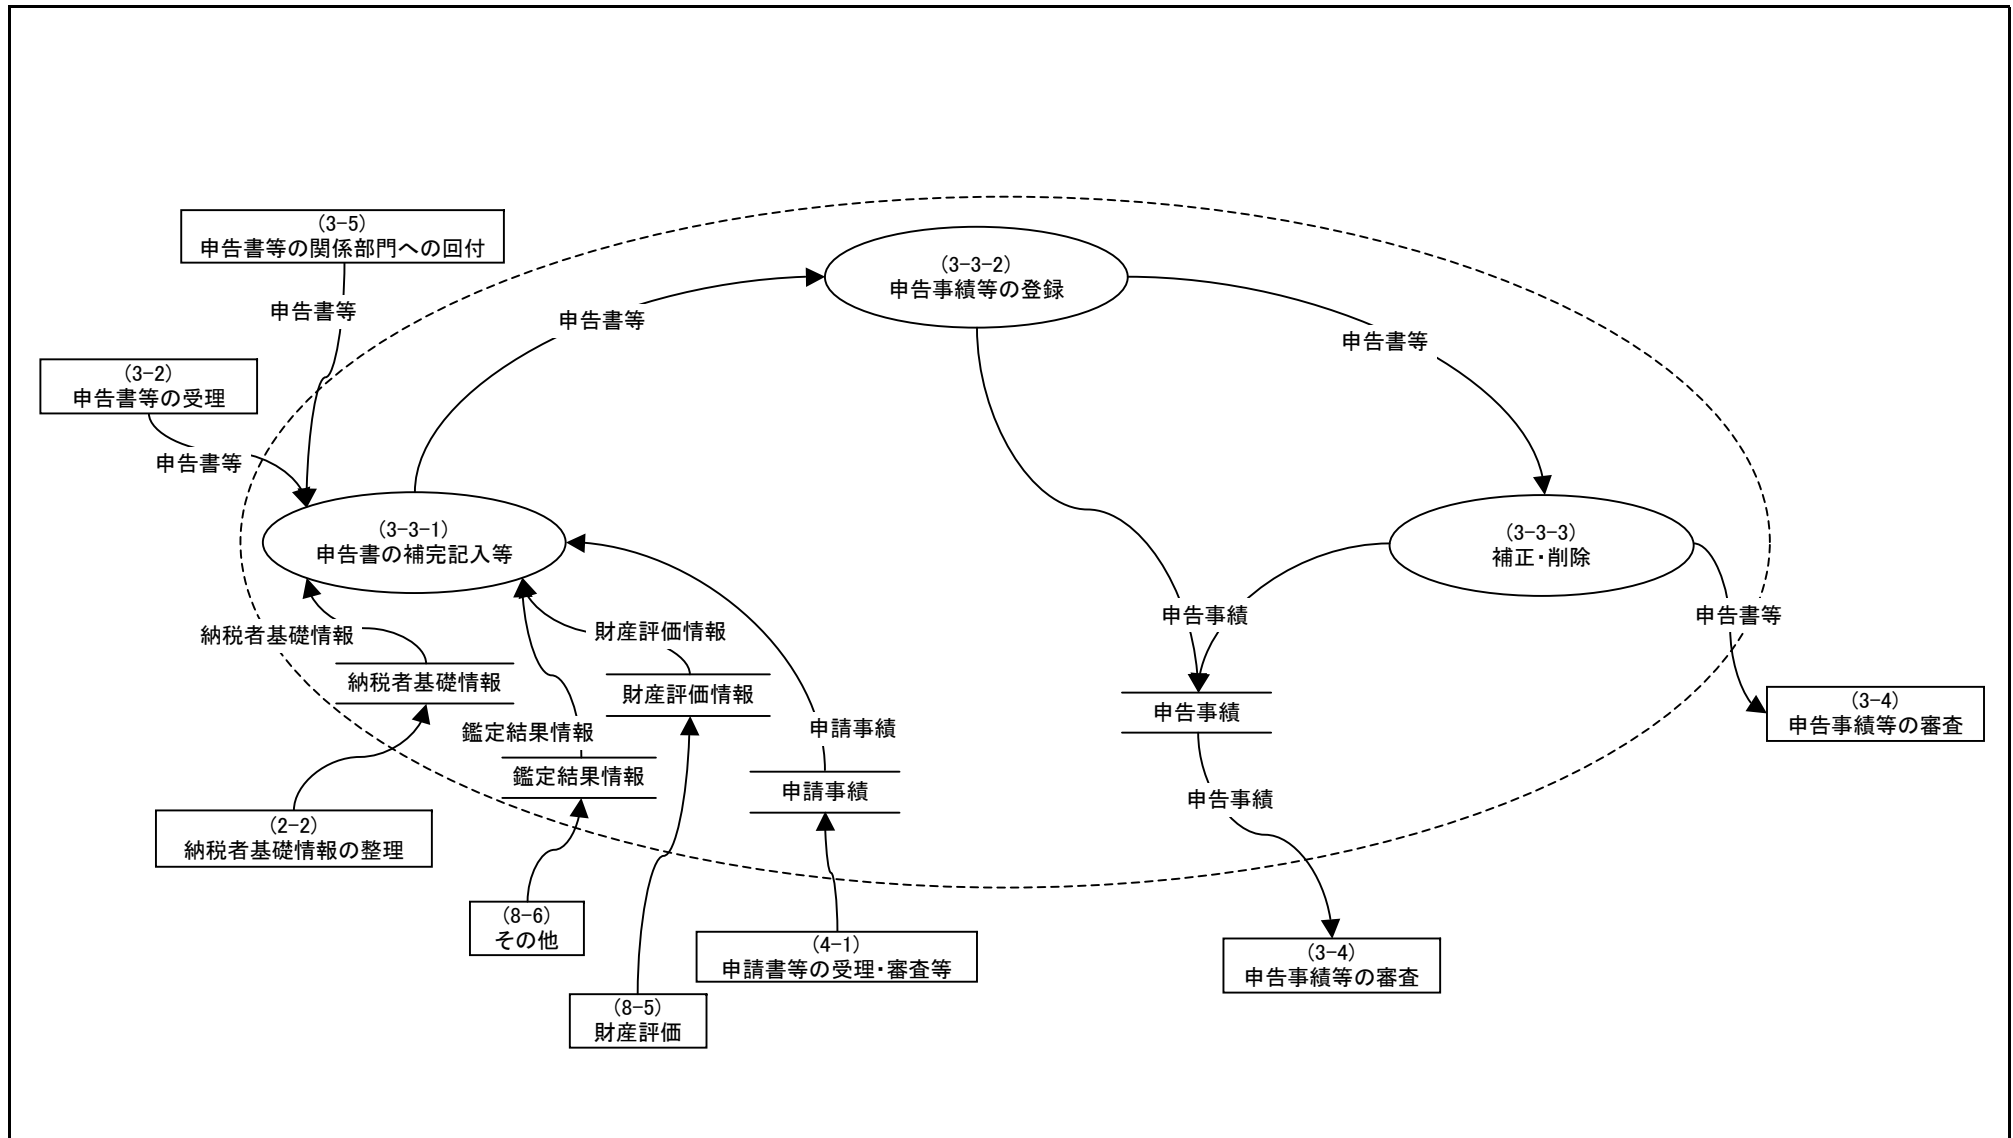 (3-5)
申告書等の関係部門への回付
申告書等
(3-2)
申告書等の受理
申告書等
(3-3-2)
申告事績等の登録
申告書等
申告書等
(3-3-1)
申告書の補完記入等
(3-3-3)
補正・削除
納税者基礎情報
納税者基礎情報
財産評価情報
財産評価情報
鑑定結果情報
鑑定結果情報
申請事績
申請事績
申告事績
申告事績
申告事績
申告書等
(3-4)
申告事績等の審査
(2-2)
納税者基礎情報の整理
(8-6)
その他
(8-5)
財産評価
(4-1)
申請書等の受理・審査等
(3-4)
申告事績等の審査